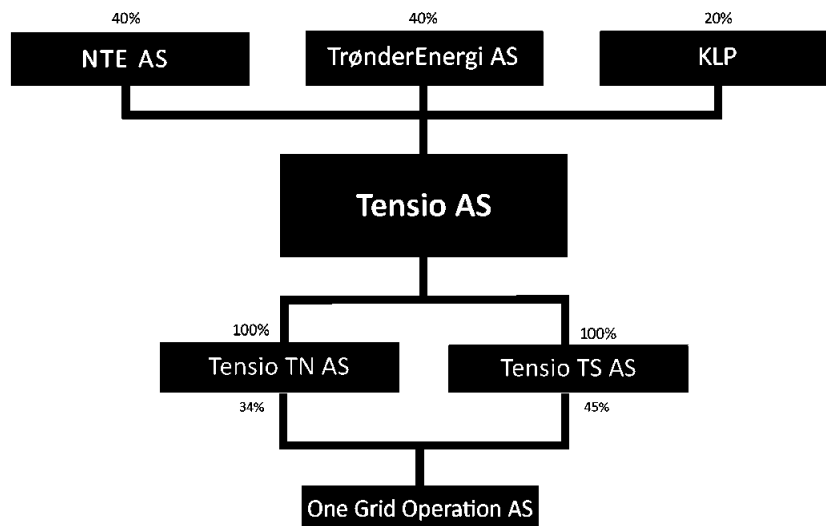 40%
40%
20%
NTE AS
TrønderEnergi AS
KLP
Tensio AS
100%
100%
Tensio TN AS
Tensio TS AS
34%
45%
One Grid Operation AS